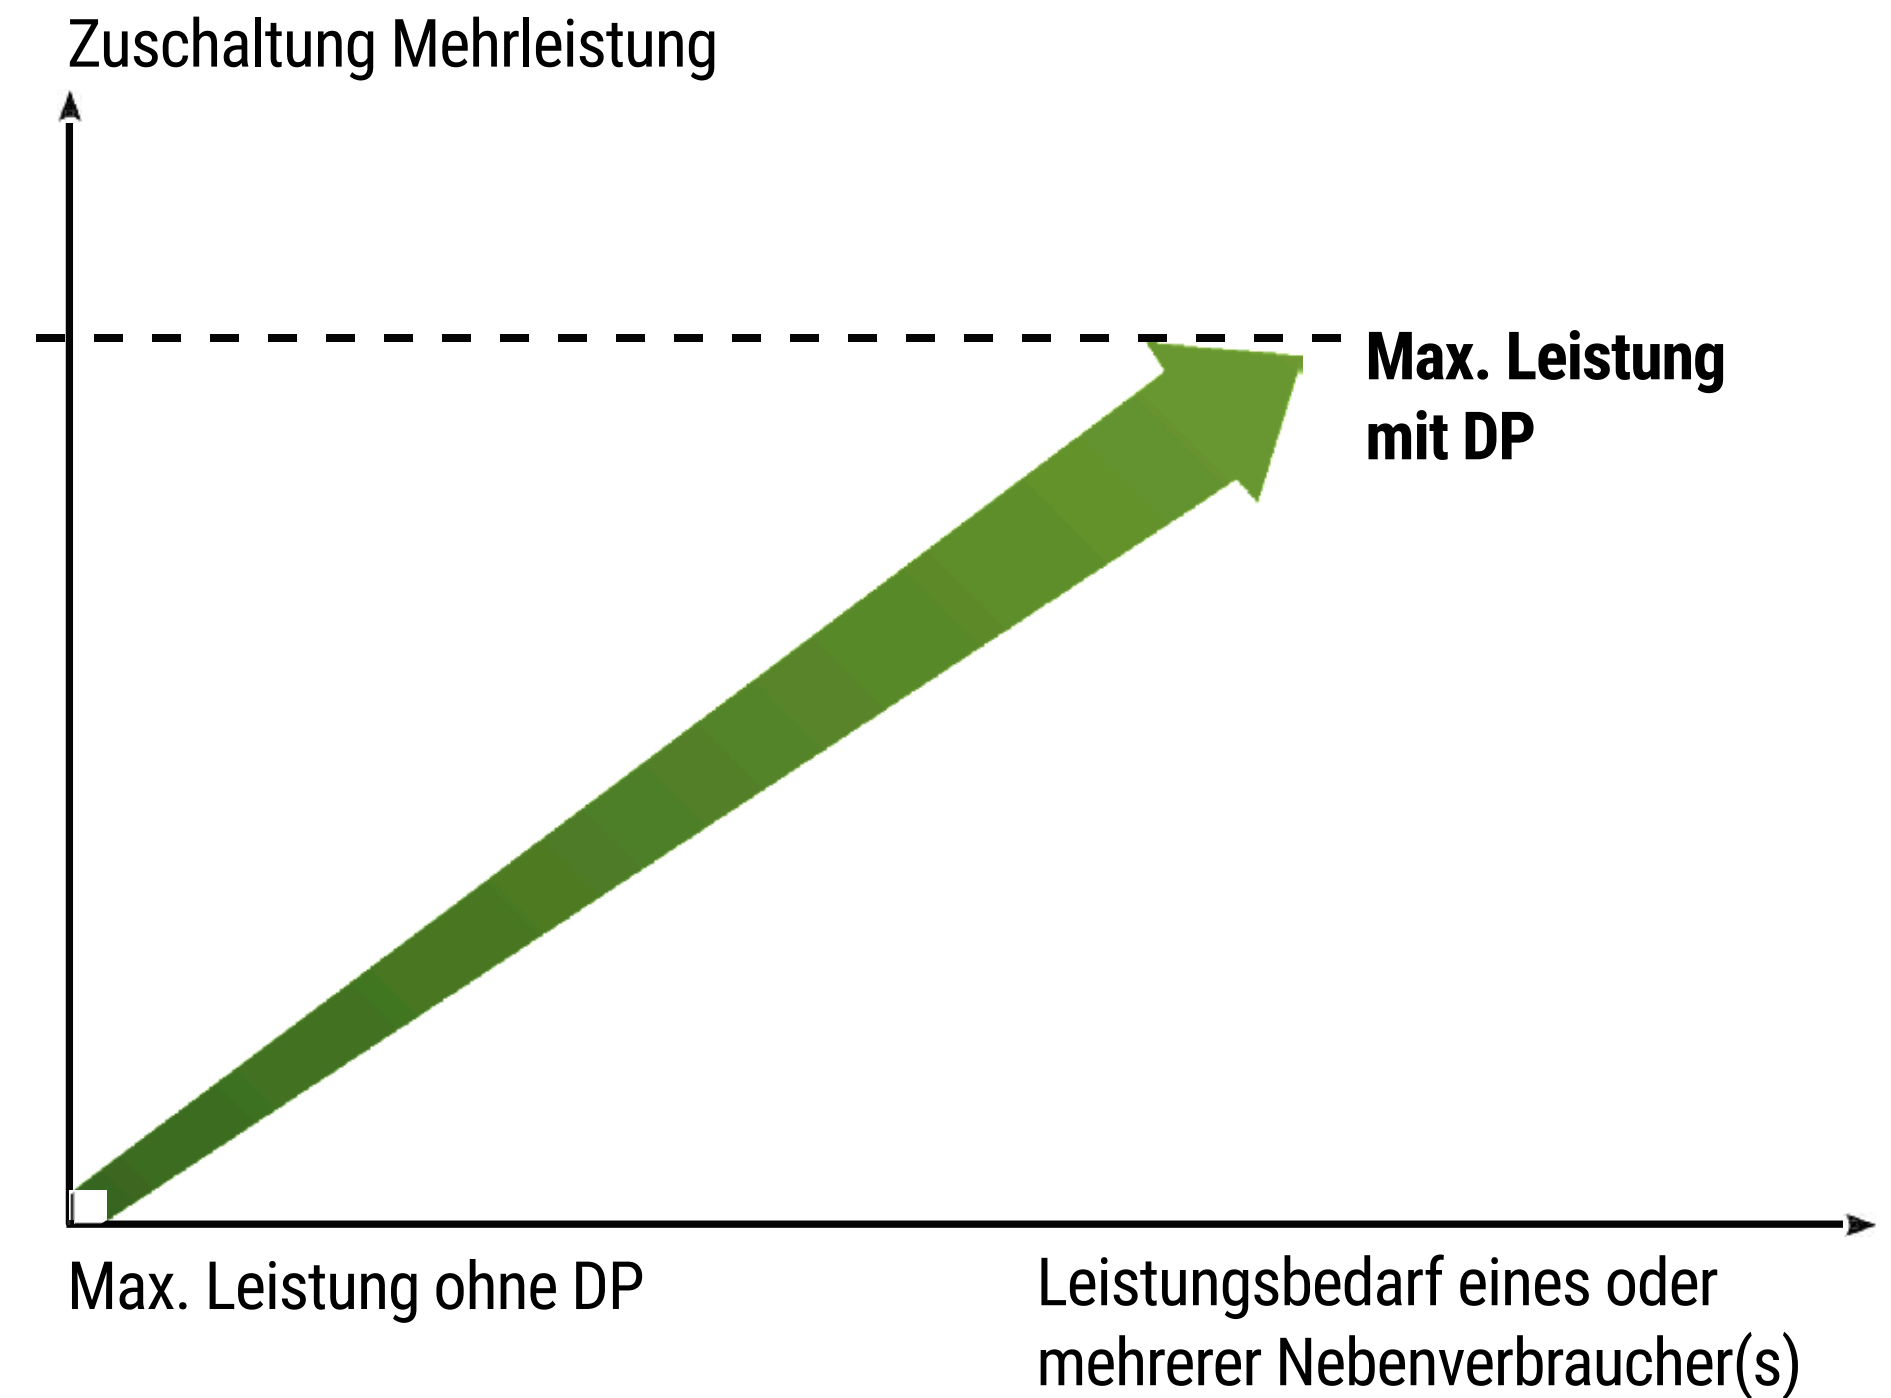 Zuschaltung Mehrleistung
Max. Leistung
mit DP
Max. Leistung ohne DP
Leistungsbedarf eines oder
mehrerer Nebenverbraucher(s)